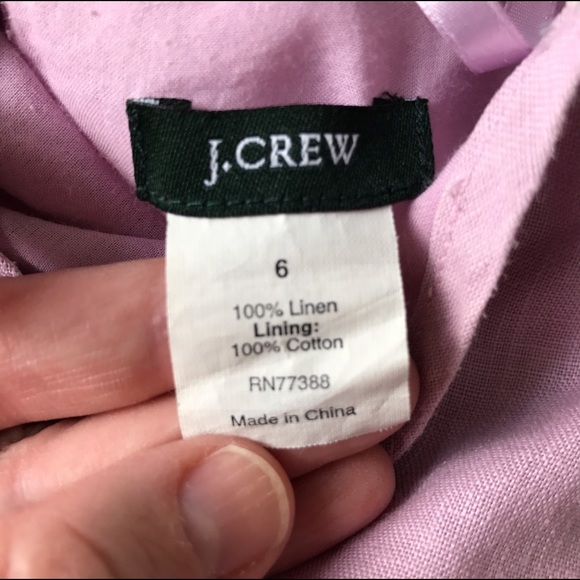 J.CREW
6
100% Linen
Lining:
100% Cotton
RN77388
Made in China